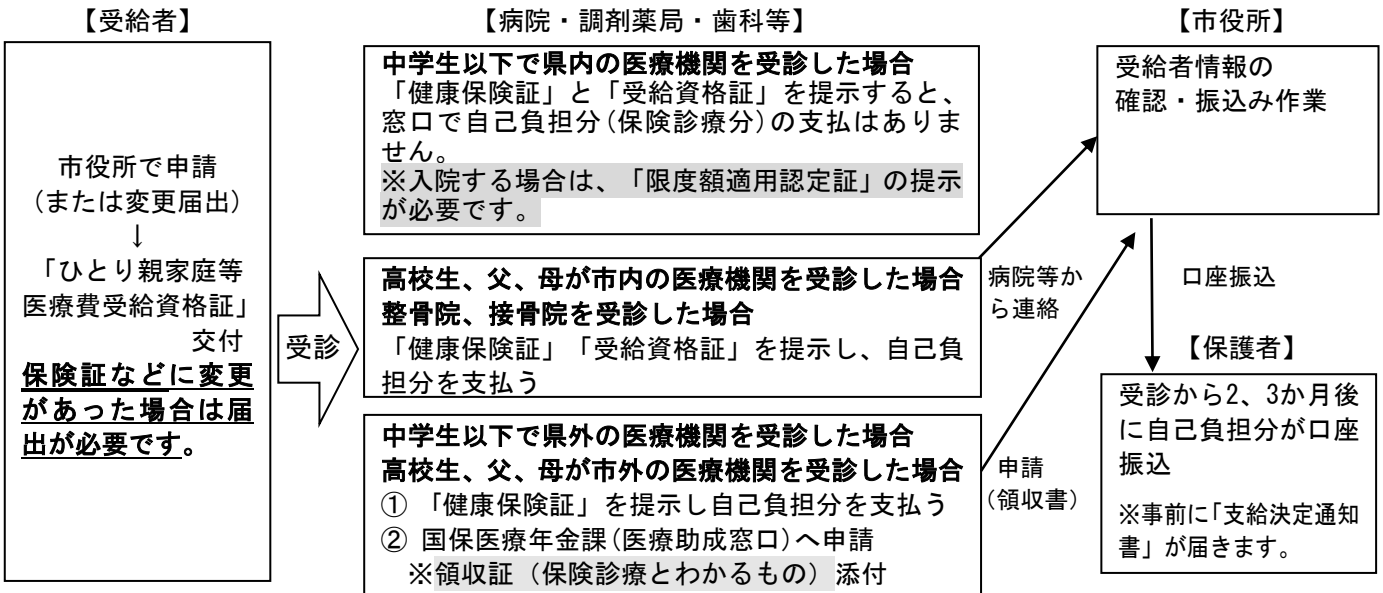 【受給者】
市役所で申請
(または変更届出)
↓
「ひとり親家庭等
医療費受給資格証」
交付
保険証などに変更
があった場合は届
出が必要です。
受診
【病院・調剤薬局・歯科等】
中学生以下で県内の医療機関を受診した場合
「健康保険証」と「受給資格証」を提示すると、
窓口で自己負担分(保険診療分)の支払はありま
せん。
※入院する場合は、「限度額適用認定証」の提示
が必要です。
高校生、父、母が市内の医療機関を受診した場合
整骨院、接骨院を受診した場合
「健康保険証」「受給資格証」を提示し、自己負
担分を支払う
中学生以下で県外の医療機関を受診した場合
高校生、父、母が市外の医療機関を受診した場合
① 「健康保険証」を提示し自己負担分を支払う
② 国保医療年金課(医療助成窓口)へ申請
※領収証(保険診療とわかるもの)添付
病院等か
ら連絡
申請
(領収書)
【市役所】
受給者情報の
確認・振込み作業
口座振込
【保護者】
受診から2、3か月後
に自己負担分が口座
振込
※事前に「支給決定通知
書」が届きます。